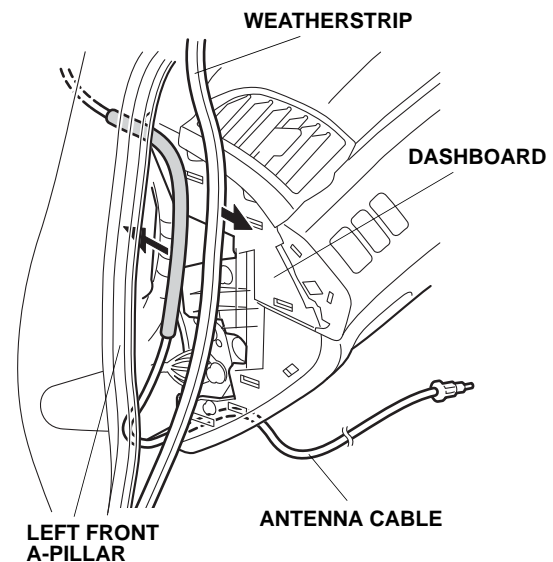 WEATHERSTRIP
DASHBOARD
ANTENNA CABLE
LEFT FRONT
A-PILLAR